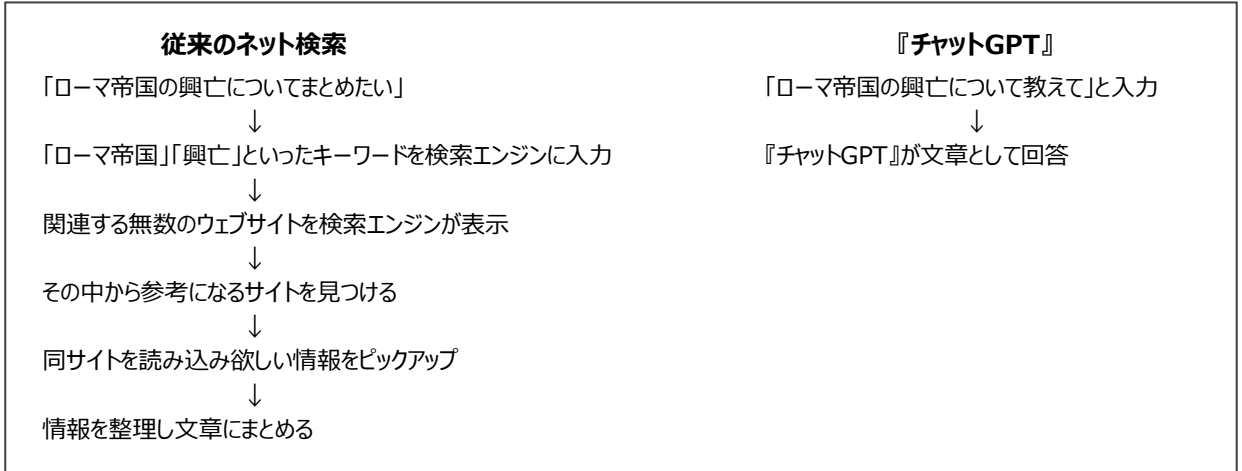 従来のネット検索
「ローマ帝国の興亡についてまとめたい」
↓
「ローマ帝国」「興亡」といったキーワードを検索エンジンに入力
↓
関連する無数のウェブサイトを検索エンジンが表示
↓
その中から参考になるサイトを見つける
↓
同サイトを読み込み欲しい情報をピックアップ
↓
情報を整理し文章にまとめる
『チャットGPT』
「ローマ帝国の興亡について教えて」と入力
↓
『チャットGPT』が文章として回答